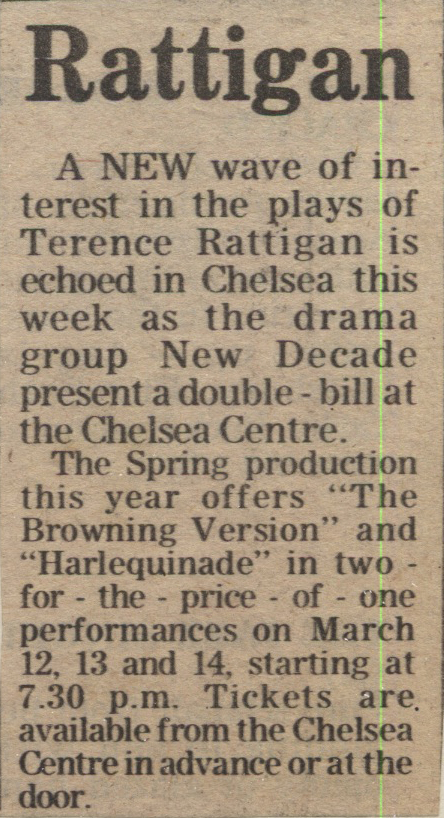 Rattigan
A NEW wave of in-
terest in the plays of
Terence Rattigan is
echoed in Chelsea this
week as the drama
group New Decade
present a double - bill at
the Chelsea Centre.
The Spring production
this year offers “The
Browning Version” and
“Harlequinade” in two -
for - the - price - of - one
performances on March
12, 13 and 14, starting at
7.30 p.m. Tickets are
available from the Chelsea
Centre in advance or at the
door.